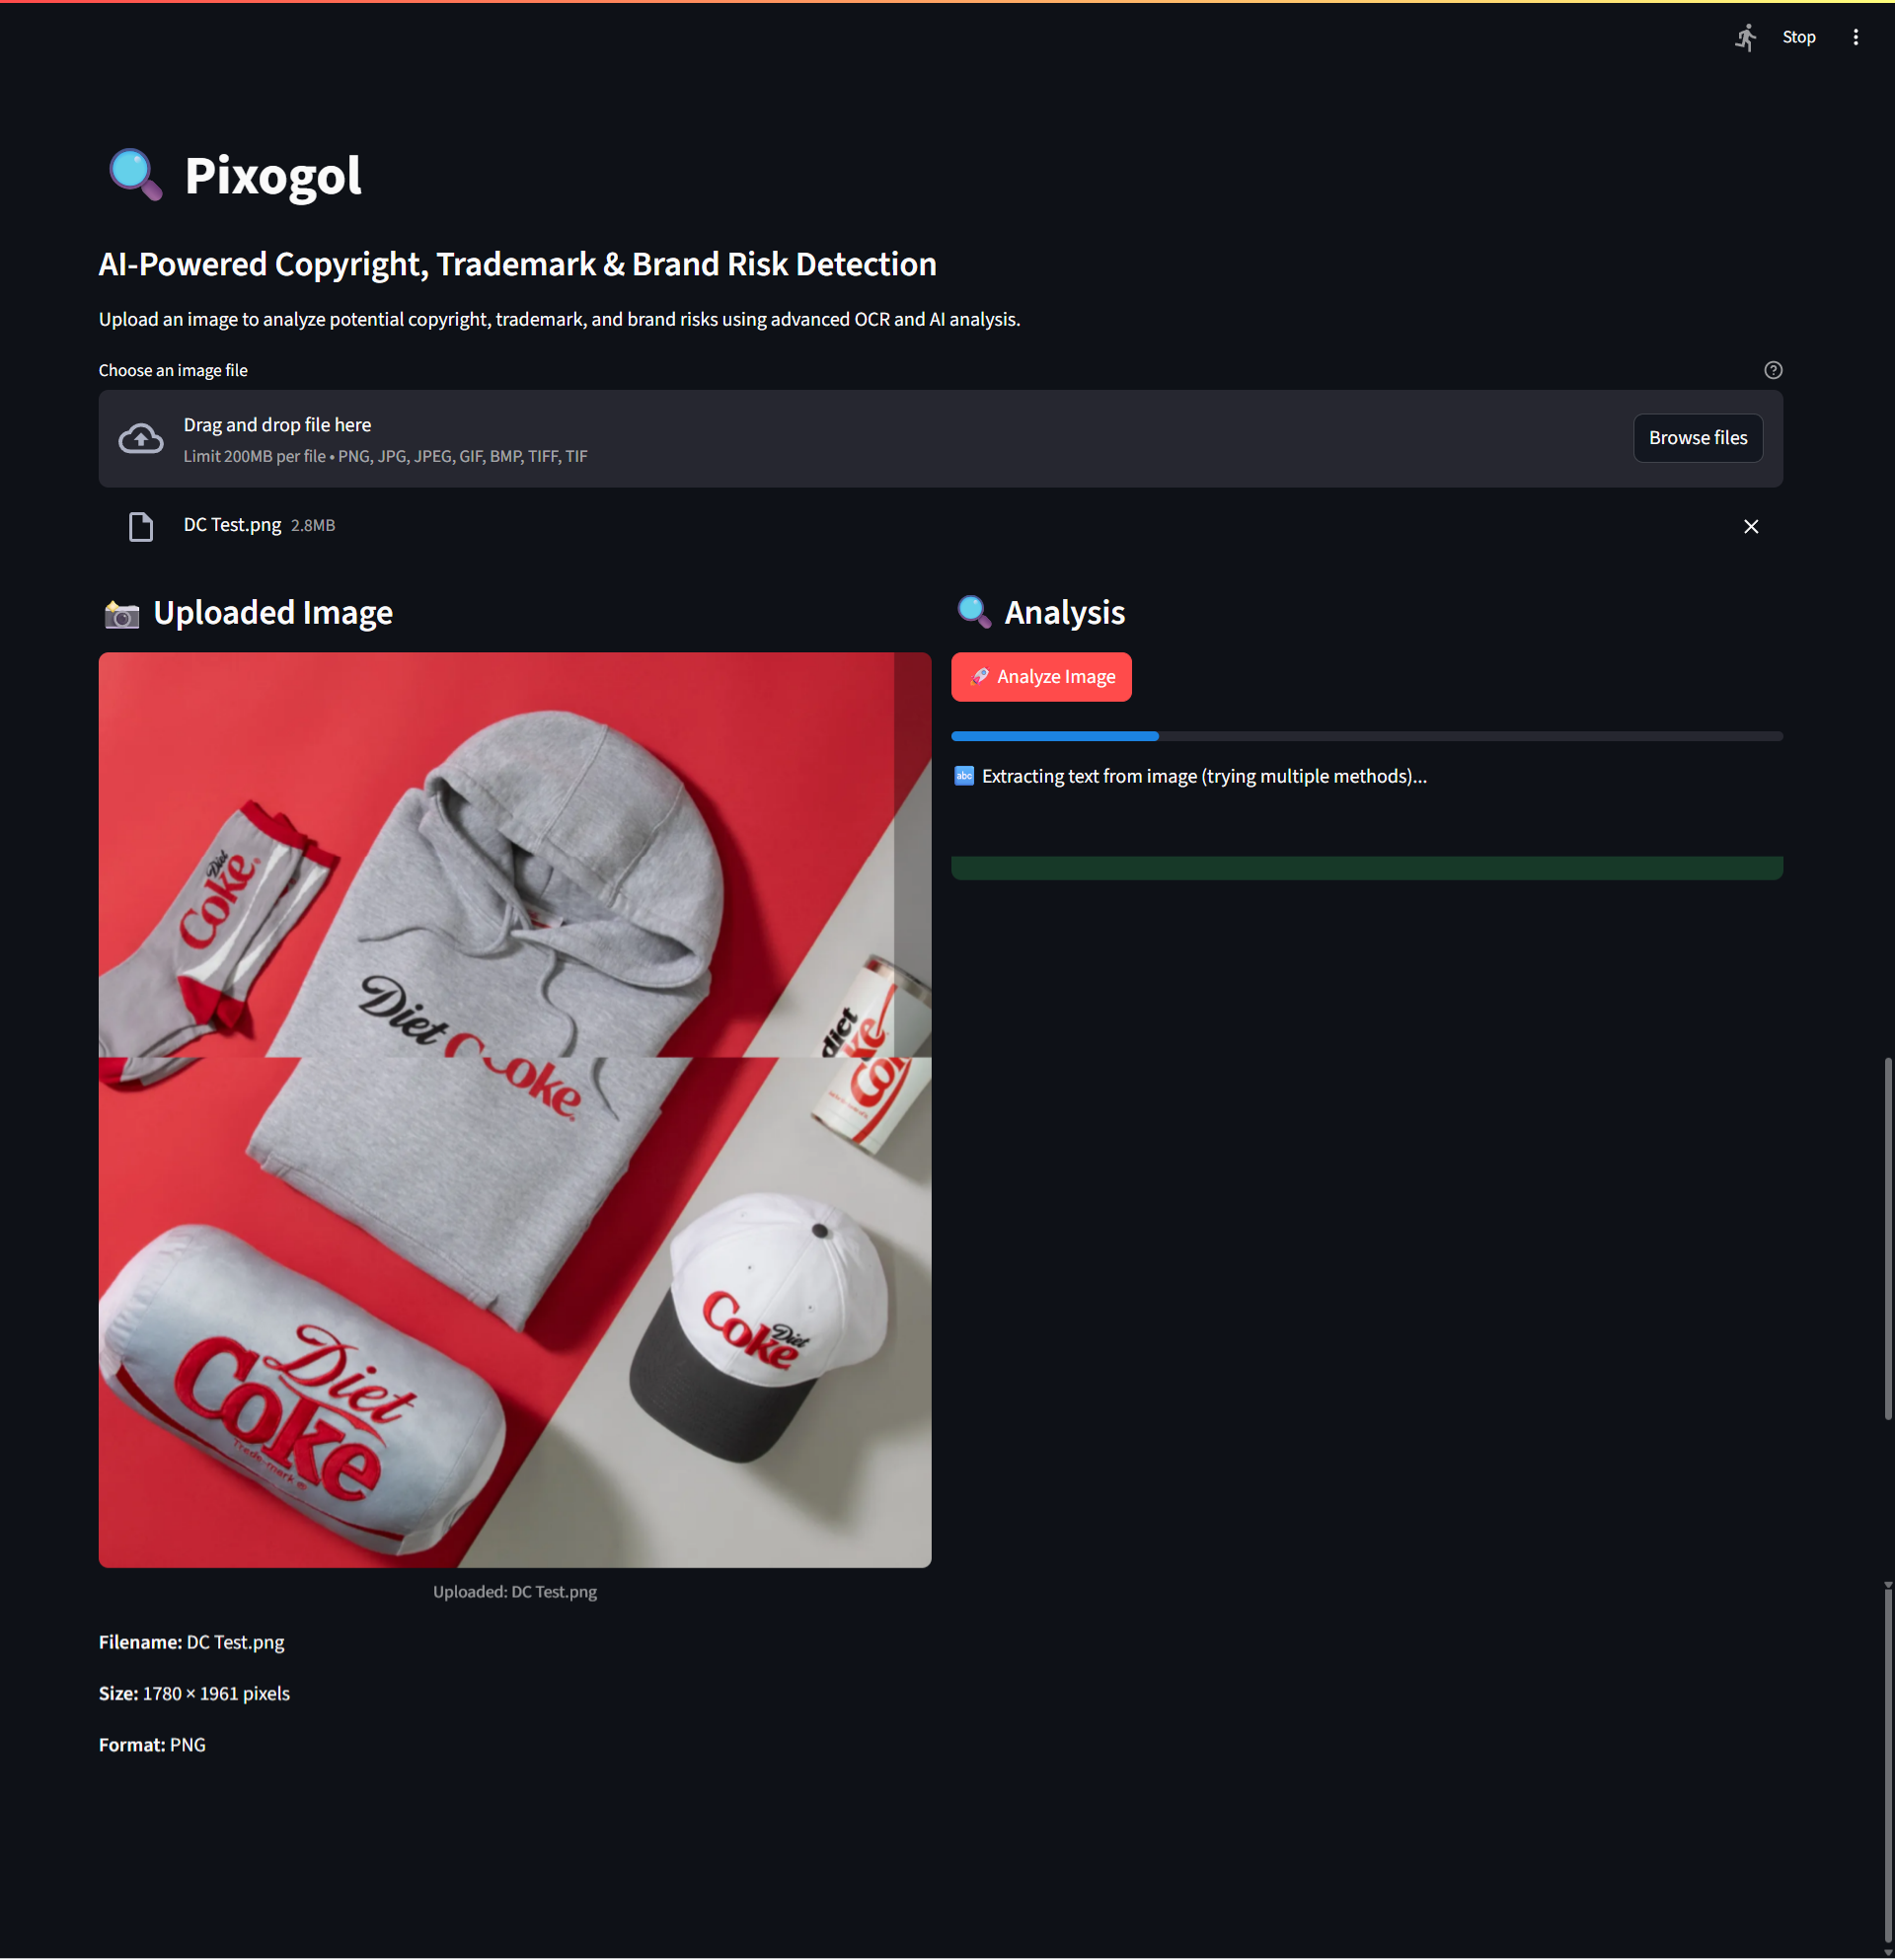 Stop
Pixogol
AI-Powered Copyright, Trademark & Brand Risk Detection
Upload an image to analyze potential copyright, trademark, and brand risks using advanced OCR and AI analysis.
Choose an image file
Drag and drop file here
Limit 200MB per file • PNG, JPG, JPEG, GIF, BMP, TIFF, TIF
Browse files
DC Test.png 2.8MB
Uploaded Image
Diet
Coke®
Diet Coke
diet
Coke
Diet
Coke
Diet
Coke
Trade-mark ®
Uploaded: DC Test.png
Filename: DC Test.png
Size: 1780 × 1961 pixels
Format: PNG
Analysis
Analyze Image
abc Extracting text from image (trying multiple methods)...